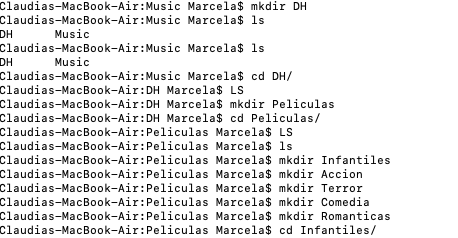 Claudias-MacBook-Air:Music Marcela$ mkdir DH
Claudias-MacBook-Air:Music Marcela$ ls
DH Music
Claudias-MacBook-Air:Music Marcela$ ls
DH Music
Claudias-MacBook-Air:Music Marcela$ cd DH/
Claudias-MacBook-Air:DH Marcela$ LS
Claudias-MacBook-Air:DH Marcela$ mkdir Peliculas
Claudias-MacBook-Air:DH Marcela$ cd Peliculas/
Claudias-MacBook-Air:Peliculas Marcela$ LS
Claudias-MacBook-Air:Peliculas Marcela$ ls
Claudias-MacBook-Air:Peliculas Marcela$ mkdir Infantiles
Claudias-MacBook-Air:Peliculas Marcela$ mkdir Accion
Claudias-MacBook-Air:Peliculas Marcela$ mkdir Terror
Claudias-MacBook-Air:Peliculas Marcela$ mkdir Comedia
Claudias-MacBook-Air:Peliculas Marcela$ mkdir Romanticas
Claudias-MacBook-Air:Peliculas Marcela$ cd Infantiles/